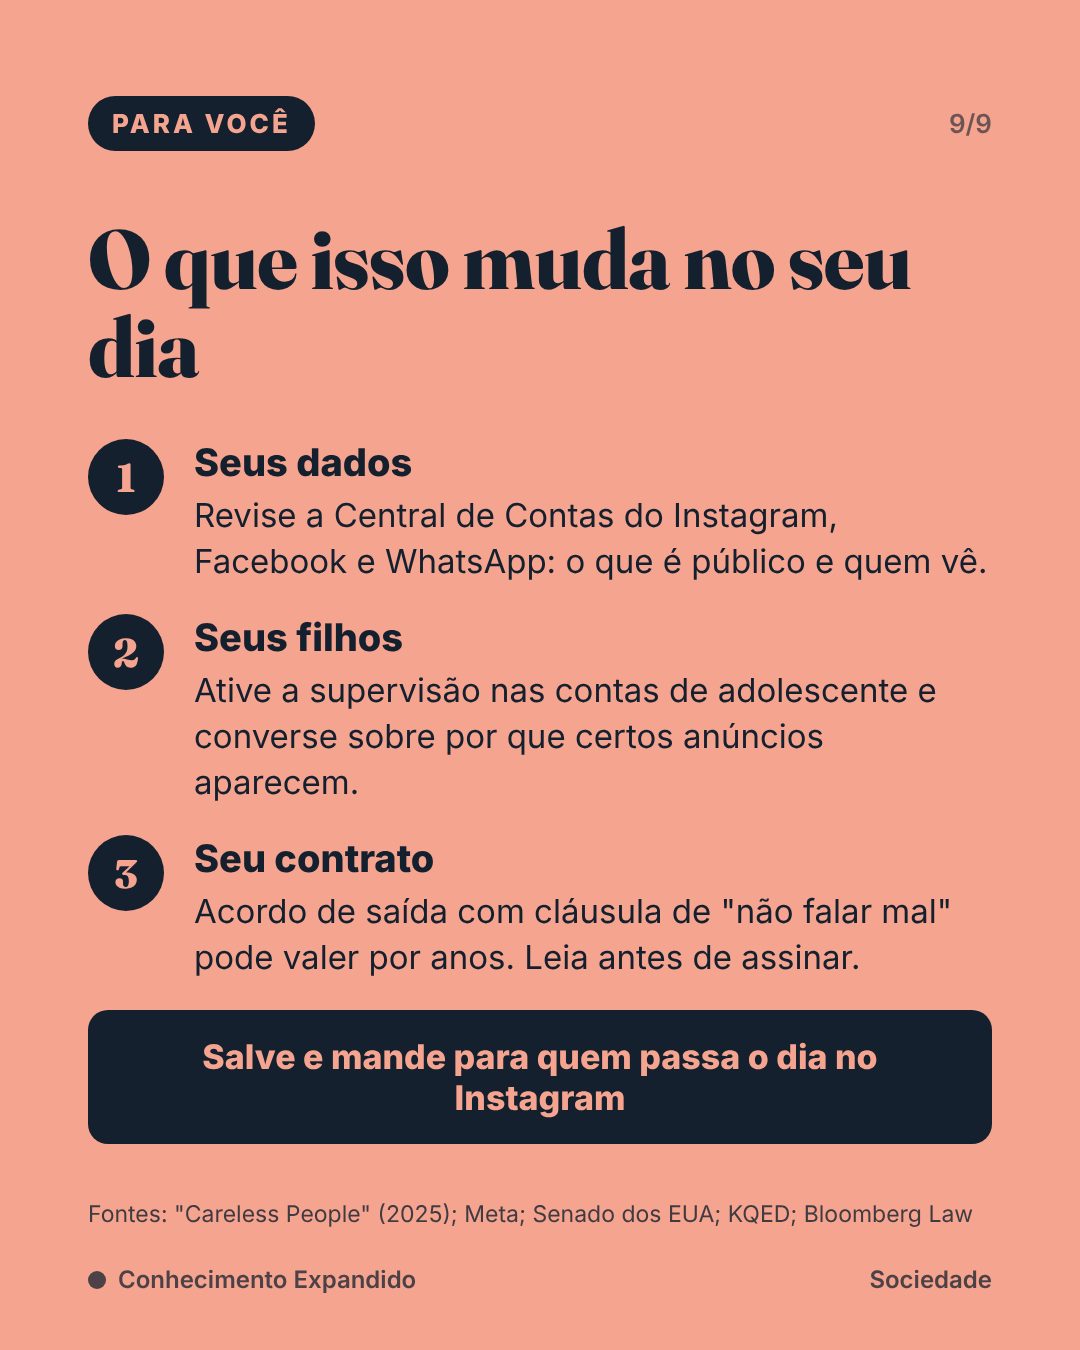 PARA VOCÊ
9/9
O que isso muda no seu
dia
1
Seus dados
Revise a Central de Contas do Instagram,
Facebook e WhatsApp: o que é público e quem vê.
2
Seus filhos
Ative a supervisão nas contas de adolescente e
converse sobre por que certos anúncios
aparecem.
3
Seu contrato
Acordo de saída com cláusula de "não falar mal"
pode valer por anos. Leia antes de assinar.
Salve e mande para quem passa o dia no
Instagram
Fontes: "Careless People" (2025); Meta; Senado dos EUA; KQED; Bloomberg Law
Conhecimento Expandido
Sociedade